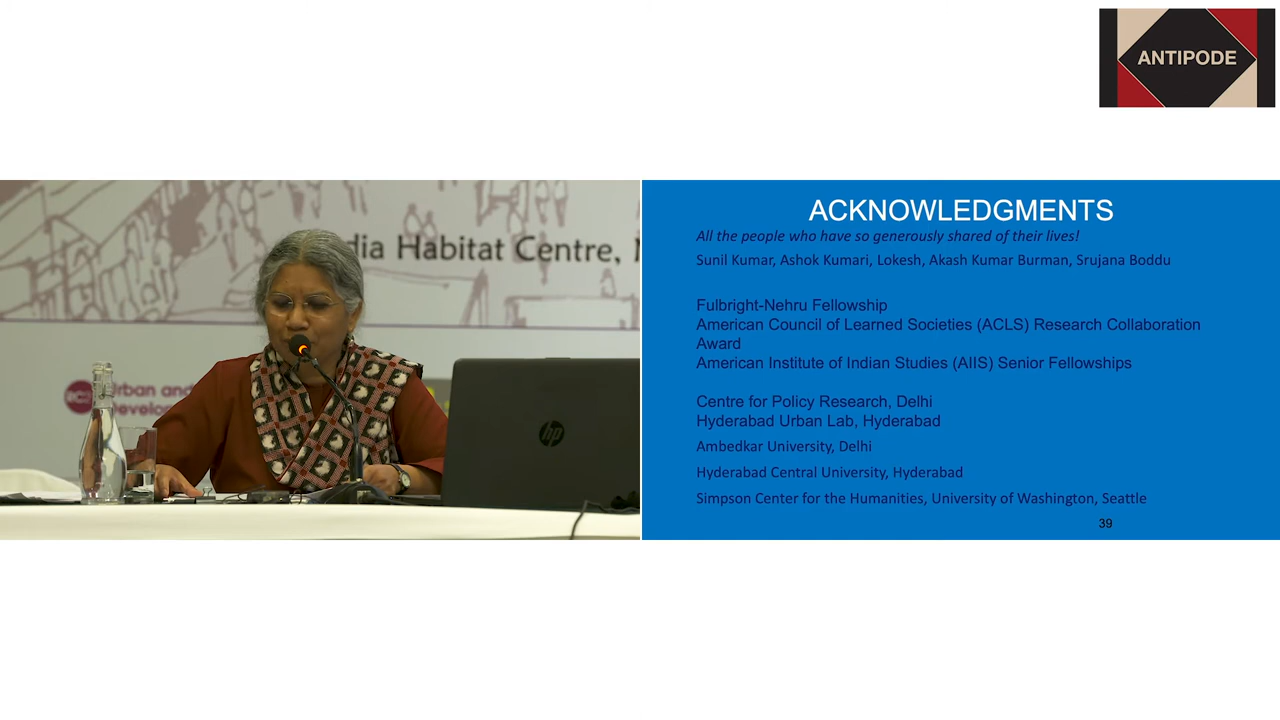 ANTIPODE
dia Habitat Centre,
Urban and
Develop
hp
ACKNOWLEDGMENTS
All the people who have so generously shared of their lives!
Sunil Kumar, Ashok Kumari, Lokesh, Akash Kumar Burman, Srujana Boddu
Fulbright-Nehru Fellowship
American Council of Learned Societies (ACLS) Research Collaboration
Award
American Institute of Indian Studies (AIIS) Senior Fellowships
Centre for Policy Research, Delhi
Hyderabad Urban Lab, Hyderabad
Ambedkar University, Delhi
Hyderabad Central University, Hyderabad
Simpson Center for the Humanities, University of Washington, Seattle
39